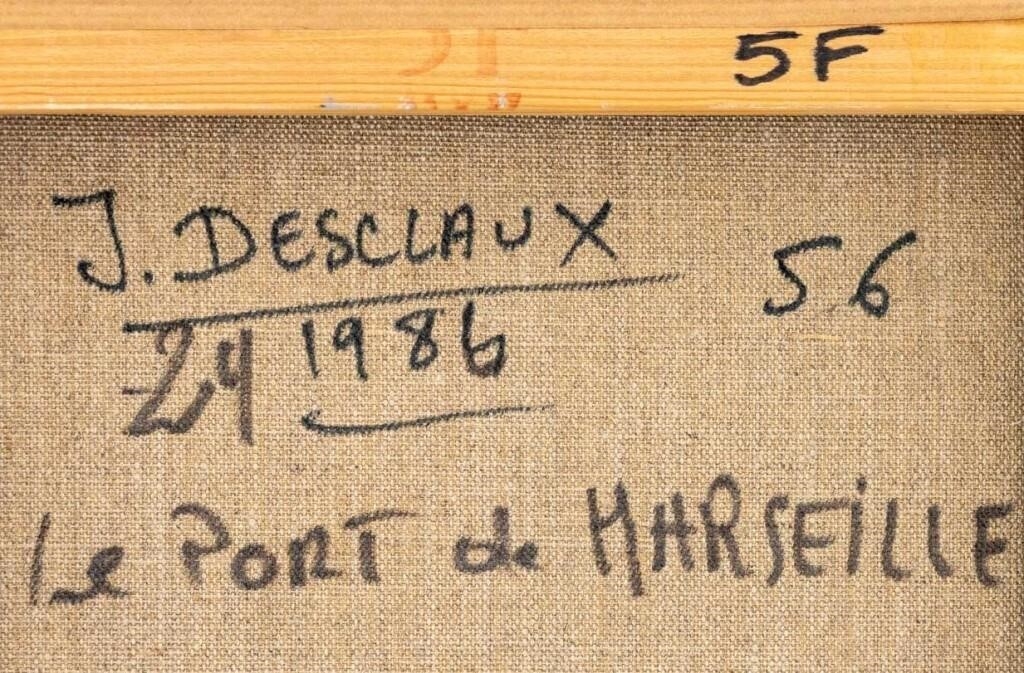 5F
J. DESCLAUX 56
24 1986
Le PORT de MARSEILLE